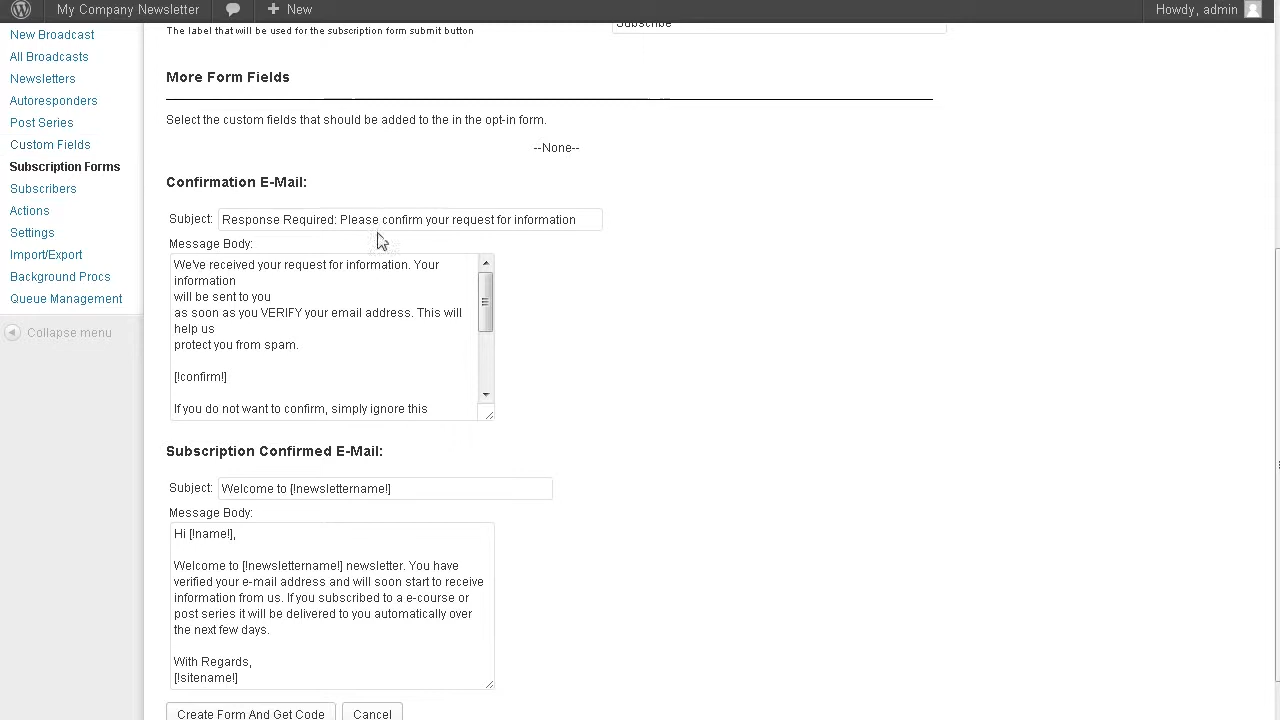 My Company Newsletter
New
Howdy, admin
New Broadcast
All Broadcasts
Newsletters
Autoresponders
Post Series
Custom Fields
Subscription Forms
Subscribers
Actions
Settings
Import/Export
Background Procs
Queue Management
Collapse menu
The label that will be used for the subscription form submit button
Subscribe
More Form Fields
Select the custom fields that should be added to the in the opt-in form.
--None--
Confirmation E-Mail:
Subject: Response Required: Please confirm your request for information
Message Body:
We've received your request for information. Your
information
will be sent to you
as soon as you VERIFY your email address. This will
help us
protect you from spam.
[!confirm!]
If you do not want to confirm, simply ignore this
Subscription Confirmed E-Mail:
Subject: Welcome to [!newslettername!]
Message Body:
Hi [!name!],
Welcome to [!newslettername!] newsletter. You have
verified your e-mail address and will soon start to receive
information from us. If you subscribed to a e-course or
post series it will be delivered to you automatically over
the next few days.
With Regards,
[!sitename!]
Create Form And Get Code
Cancel